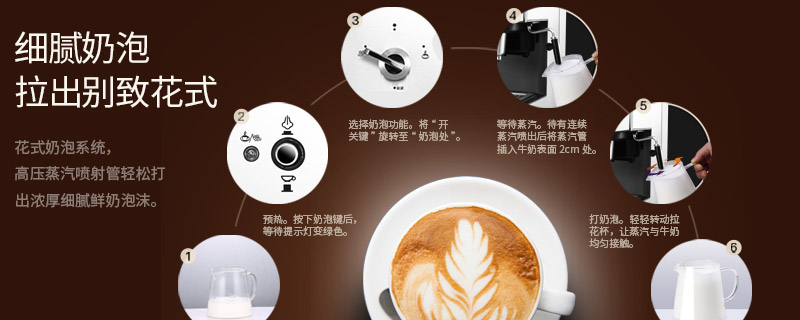 细腻奶泡
拉出别致花式
花式奶泡系统，
高压蒸汽喷射管轻松打
出浓厚细腻鲜奶泡沫。
1
2
预热。按下奶泡键后，
等待提示灯变绿色。
3
选择奶泡功能。将“开
关键”旋转至“奶泡处”。
4
等待蒸汽。待有连续
蒸汽喷出后将蒸汽管
插入牛奶表面 2cm 处。
5
打奶泡。轻轻转动拉
花杯，让蒸汽与牛奶
均匀接触。
6